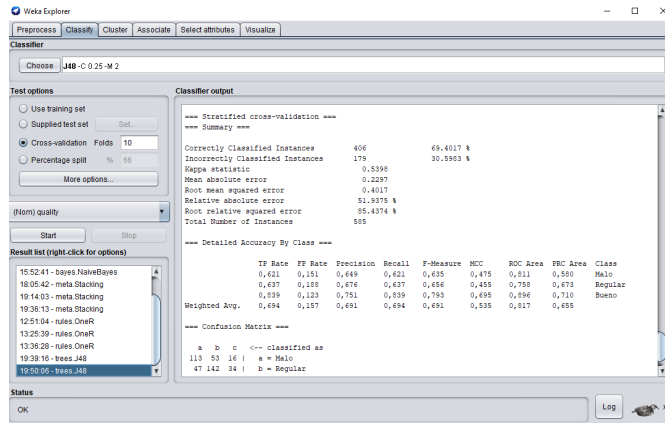 Weka Explorer
Preprocess Classify Cluster Associate Select attributes Visualize
Classifier
Choose J48 -C 0.25 -M 2
Test options
Use training set
Supplied test set Set...
Cross-validation Folds 10
Percentage split % 66
More options...
(Nom) quality
Start Stop
Result list (right-click for options)
15:52:41 - bayes.NaiveBayes
18:05:42 - meta.Stacking
19:14:03 - meta.Stacking
19:36:13 - meta.Stacking
12:51:04 - rules.OneR
13:25:39 - rules.OneR
13:36:28 - rules.OneR
19:39:16 - trees.J48
19:50:06 - trees.J48
Classifier output
=== Stratified cross-validation ===
=== Summary ===
Correctly Classified Instances 406 69.4017 %
Incorrectly Classified Instances 179 30.5983 %
Kappa statistic 0.5398
Mean absolute error 0.2297
Root mean squared error 0.4017
Relative absolute error 51.9375 %
Root relative squared error 85.4374 %
Total Number of Instances 585
=== Detailed Accuracy By Class ===
TP Rate FP Rate Precision Recall F-Measure MCC ROC Area PRC Area Class
0,621 0,151 0,649 0,621 0,635 0,475 0,811 0,580 Malo
0,637 0,188 0,676 0,637 0,656 0,455 0,758 0,673 Regular
0,839 0,123 0,751 0,839 0,793 0,695 0,896 0,710 Bueno
Weighted Avg. 0,694 0,157 0,691 0,694 0,691 0,535 0,817 0,655
=== Confusion Matrix ===
a b c <-- classified as
113 53 16 | a = Malo
47 142 34 | b = Regular
Status
OK
Log
x